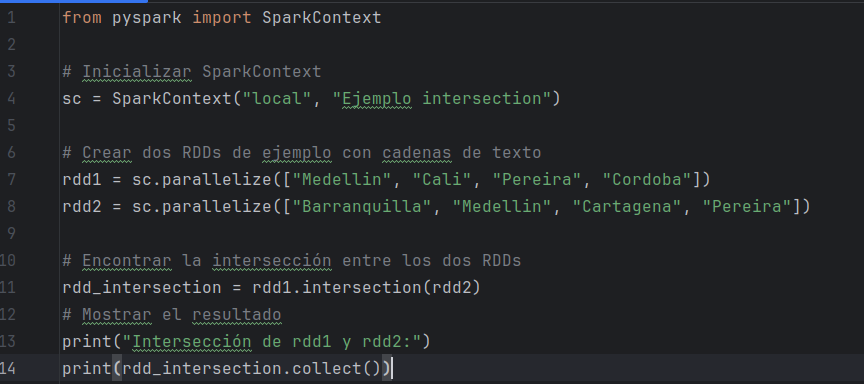 1 from pyspark import SparkContext
2
3 # Inicializar SparkContext
4 sc = SparkContext("local", "Ejemplo intersection")
5
6 # Crear dos RDDs de ejemplo con cadenas de texto
7 rdd1 = sc.parallelize(["Medellin", "Cali", "Pereira", "Cordoba"])
8 rdd2 = sc.parallelize(["Barranquilla", "Medellin", "Cartagena", "Pereira"])
9
10 # Encontrar la intersección entre los dos RDDs
11 rdd_intersection = rdd1.intersection(rdd2)
12 # Mostrar el resultado
13 print("Intersección de rdd1 y rdd2:")
14 print(rdd_intersection.collect())